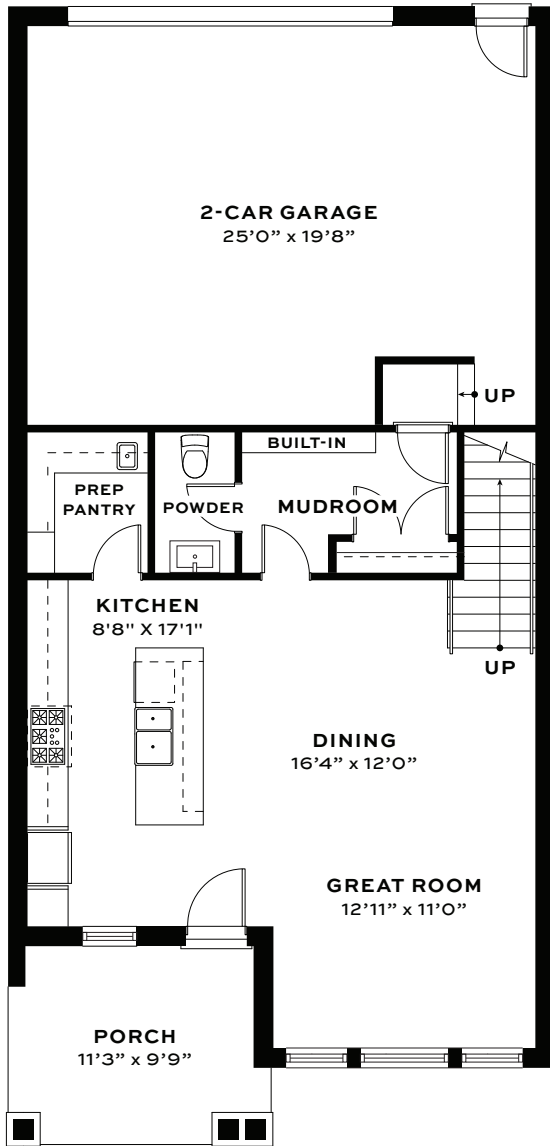 2-CAR GARAGE
25’0” x 19’8”
UP
BUILT-IN
PREP
PANTRY
POWDER
MUDROOM
KITCHEN
8'8" X 17'1"
UP
DINING
16’4” x 12’0”
GREAT ROOM
12’11” x 11’0”
PORCH
11’3” x 9’9”